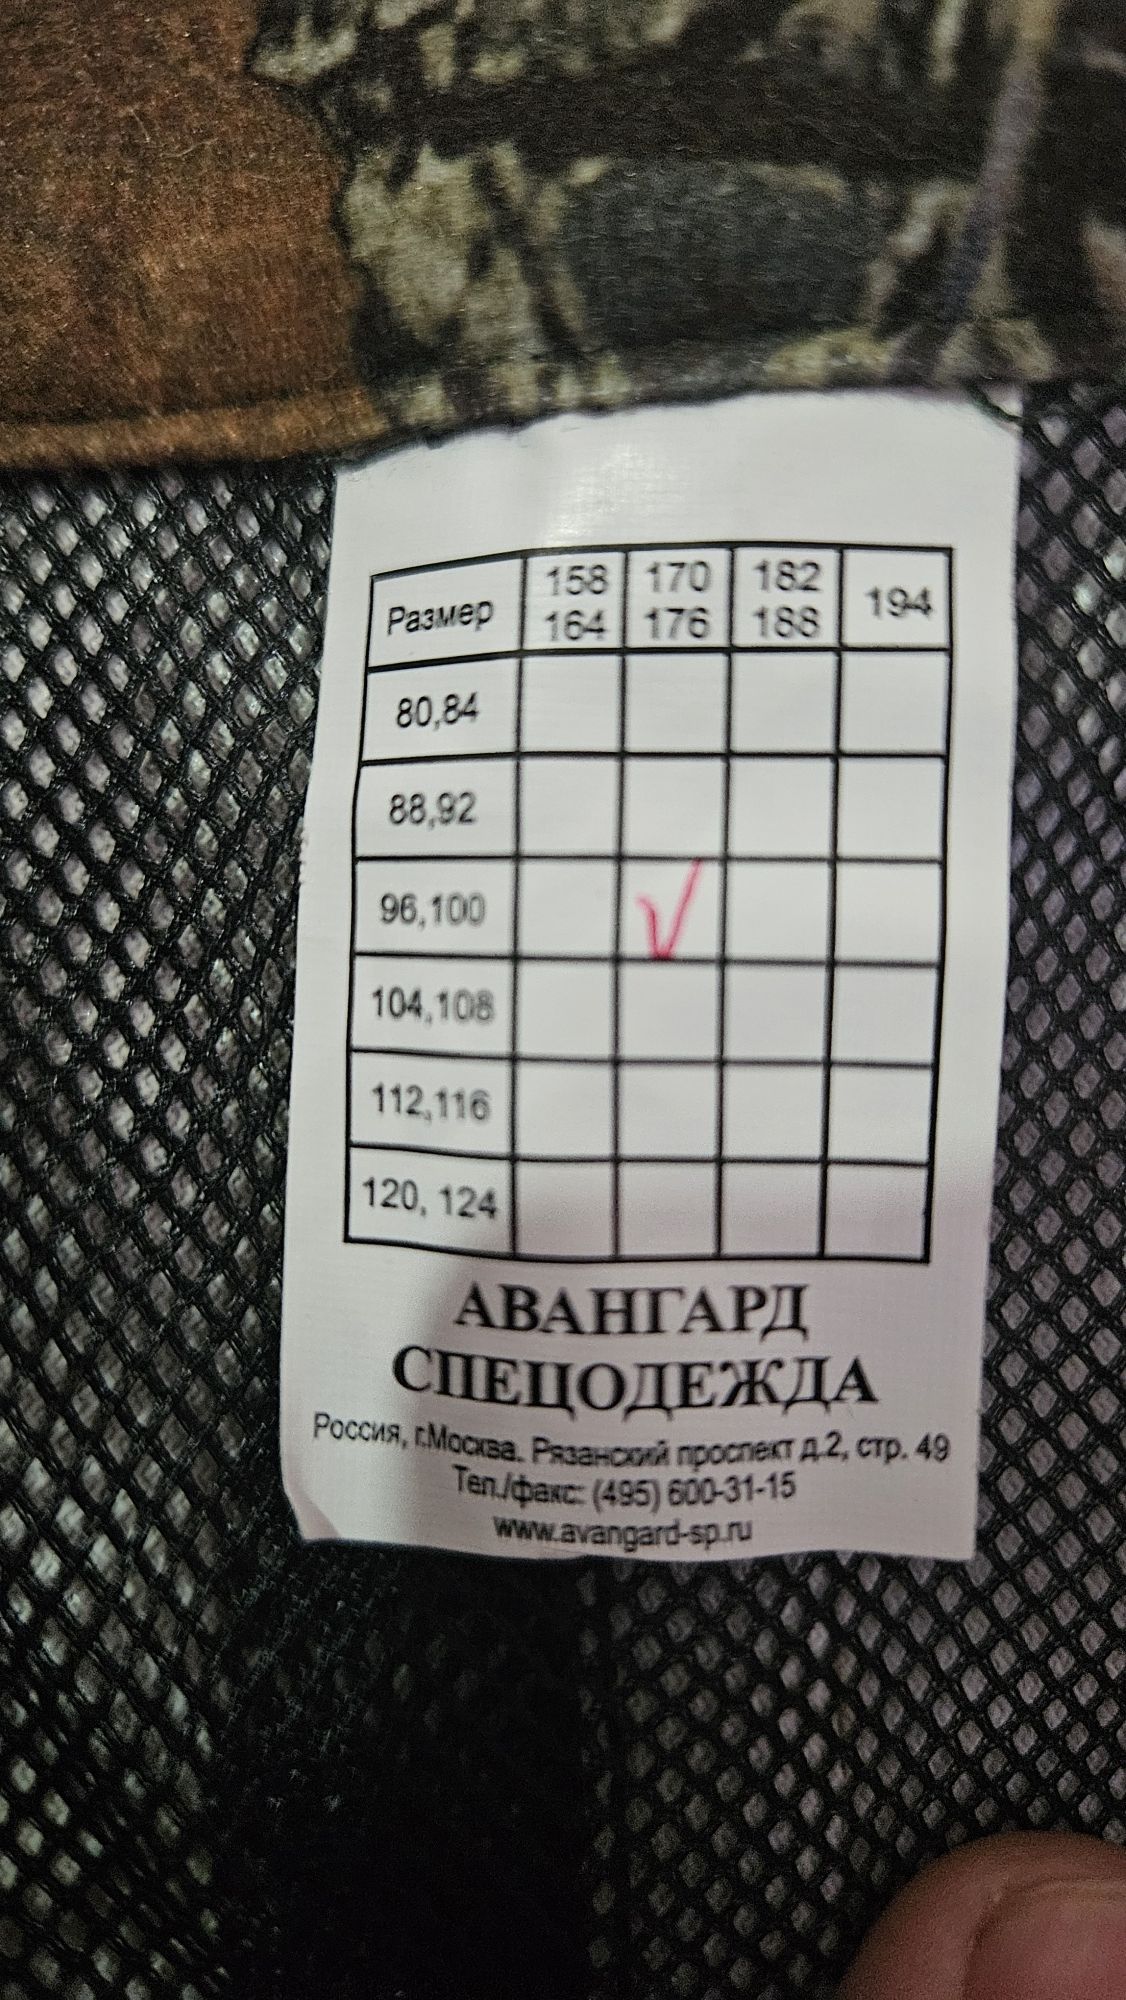 Размер 158 164 170 176 182 188 194
80,84
88,92
96,100 √
104,108
112,116
120, 124
АВАНГАРД
СПЕЦОДЕЖДА
Россия, г.Москва. Рязанский проспект д.2, стр. 49
Тел./факс: (495) 600-31-15
www.avangard-sp.ru